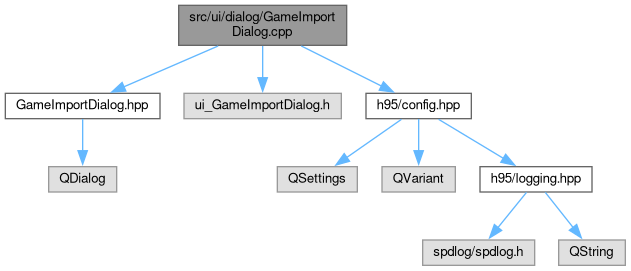 src/ui/dialog/GameImport
Dialog.cpp
GameImportDialog.hpp
ui_GameImportDialog.h
h95/config.hpp
QDialog
QSettings
QVariant
h95/logging.hpp
spdlog/spdlog.h
QString